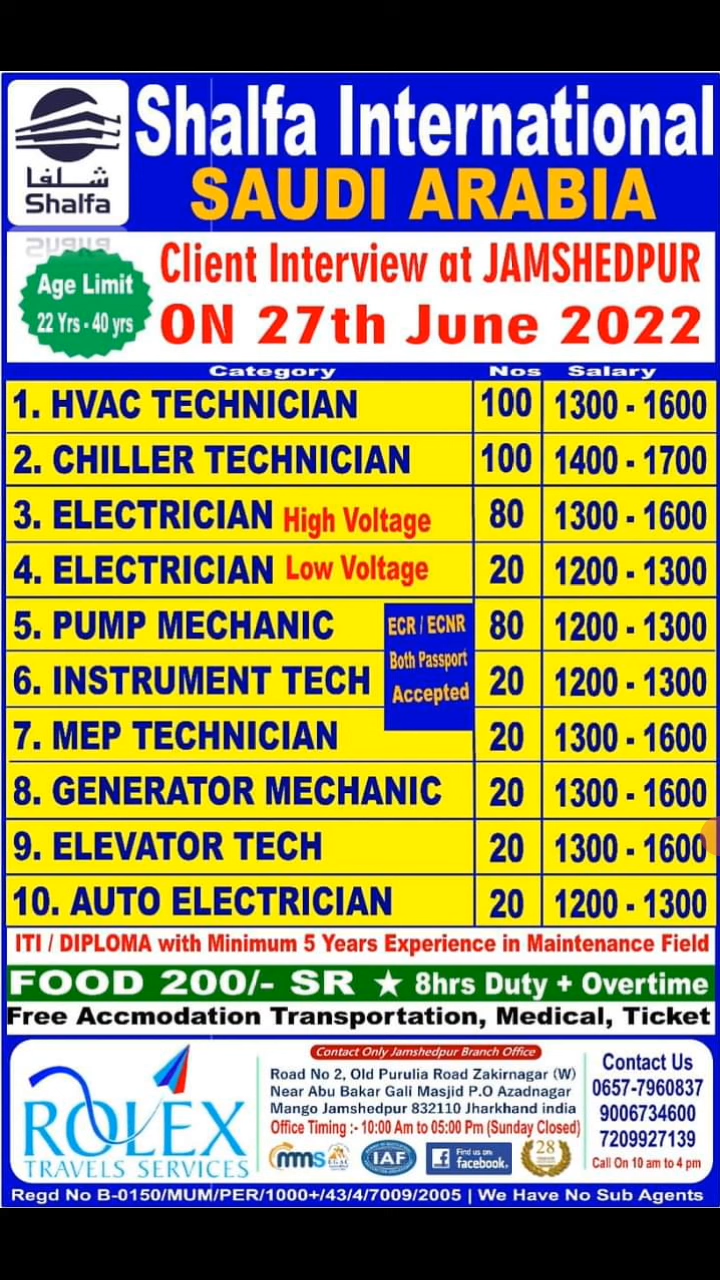 شلفا
Shalfa
Shalfa International
SAUDI ARABIA
Age Limit
22 Yrs - 40 yrs
Client Interview at JAMSHEDPUR
ON 27th June 2022
Category Nos Salary
1. HVAC TECHNICIAN 100 1300 - 1600
2. CHILLER TECHNICIAN 100 1400 - 1700
3. ELECTRICIAN High Voltage 80 1300 - 1600
4. ELECTRICIAN Low Voltage 20 1200 - 1300
5. PUMP MECHANIC 80 1200 - 1300
6. INSTRUMENT TECH 20 1200 - 1300
7. MEP TECHNICIAN 20 1300 - 1600
8. GENERATOR MECHANIC 20 1300 - 1600
9. ELEVATOR TECH 20 1300 - 1600
10. AUTO ELECTRICIAN 20 1200 - 1300
ECR / ECNR
Both Passport
Accepted
ITI / DIPLOMA with Minimum 5 Years Experience in Maintenance Field
FOOD 200/- SR ★ 8hrs Duty + Overtime
Free Accmodation Transportation, Medical, Ticket
ROLEX
TRAVELS SERVICES
Contact Only Jamshedpur Branch Office
Road No 2, Old Purulia Road Zakirnagar (W)
Near Abu Bakar Gali Masjid P.O Azadnagar
Mango Jamshedpur 832110 Jharkhand india
Office Timing :- 10:00 Am to 05:00 Pm (Sunday Closed)
mms
IAF
Find us on
facebook.
28
Contact Us
0657-7960837
9006734600
7209927139
Call On 10 am to 4 pm
Regd No B-0150/MUM/PER/1000+/43/4/7009/2005 | We Have No Sub Agents